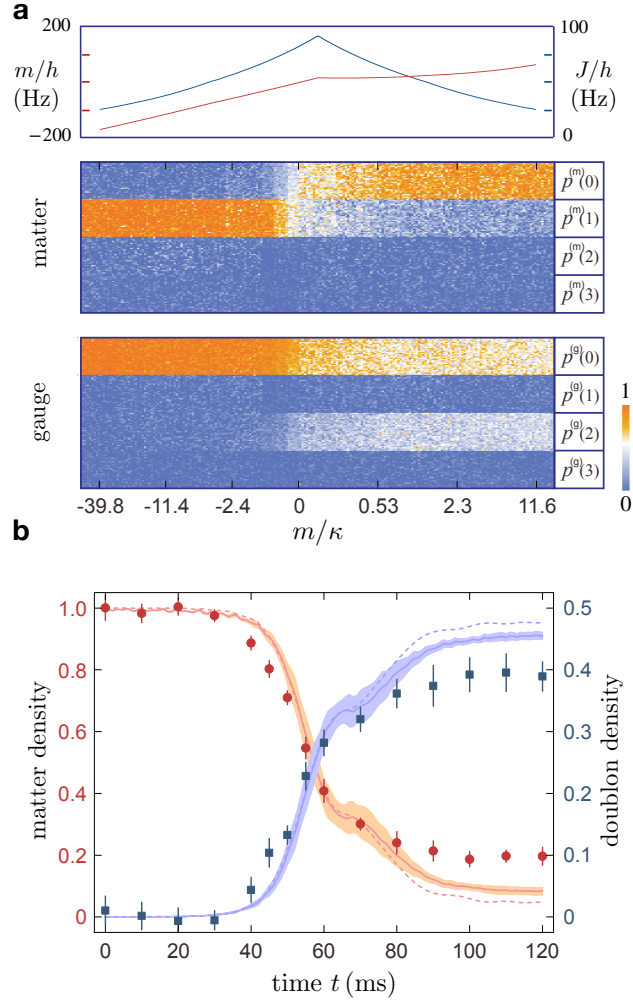 a
200 100
m/h J/h
(Hz) (Hz)
−200 0
matter
p(m)(0)
p(m)(1)
p(m)(2)
p(m)(3)
gauge
p(g)(0)
p(g)(1)
p(g)(2)
p(g)(3)
1
0
-39.8 -11.4 -2.4 0 0.53 2.3 11.6
m/κ
b
1.0 0.5
0.8 0.4
0.6 0.3
0.4 0.2
0.2 0.1
0 0
matter density
doublon density
0 20 40 60 80 100 120
time t (ms)